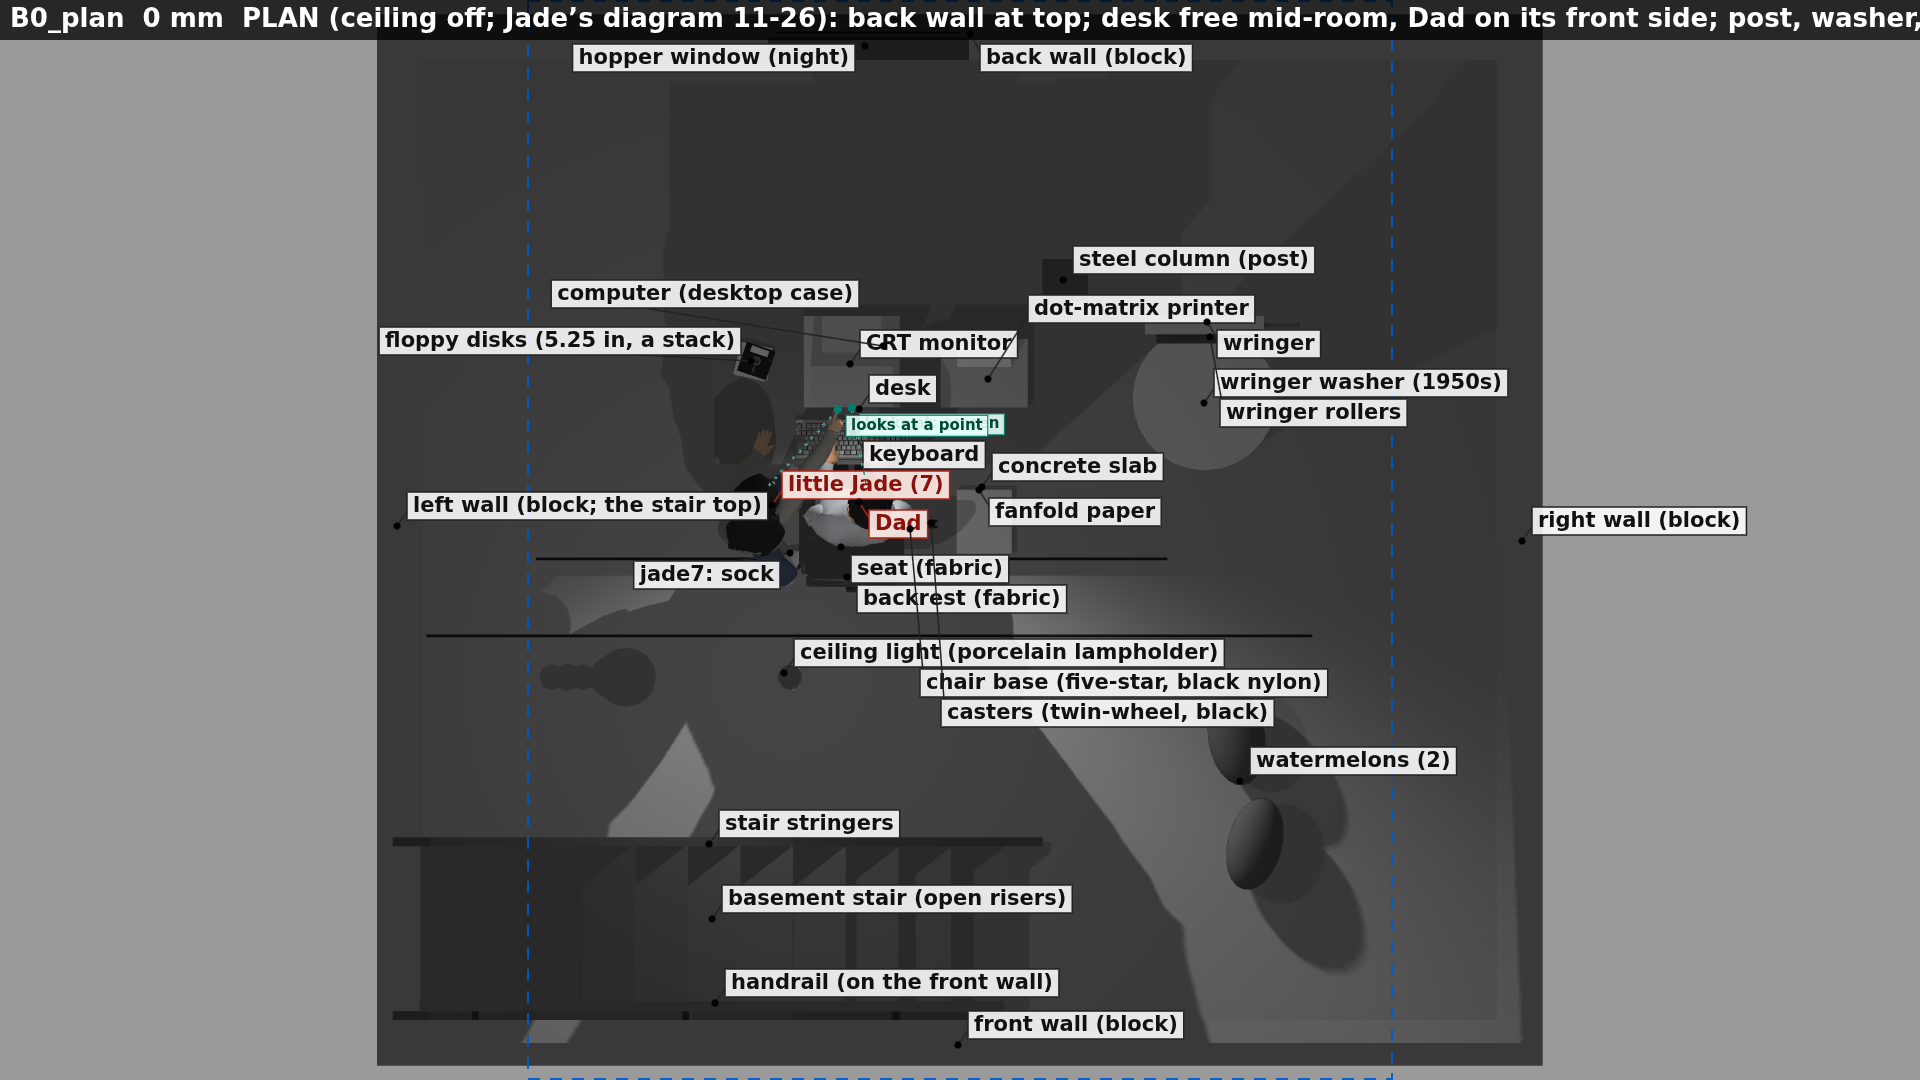 B0_plan  0 mm  PLAN (ceiling off; Jade’s diagram 11-26): back wall at top; desk free mid-room, Dad on its front side; post, washer,
hopper window (night)
back wall (block)
steel column (post)
computer (desktop case)
dot-matrix printer
floppy disks (5.25 in, a stack)
CRT monitor
wringer
desk
wringer washer (1950s)
wringer rollers
looks at a point
n
keyboard
concrete slab
little Jade (7)
left wall (block; the stair top)
fanfold paper
Dad
right wall (block)
jade7: sock
seat (fabric)
backrest (fabric)
ceiling light (porcelain lampholder)
chair base (five-star, black nylon)
casters (twin-wheel, black)
watermelons (2)
stair stringers
basement stair (open risers)
handrail (on the front wall)
front wall (block)